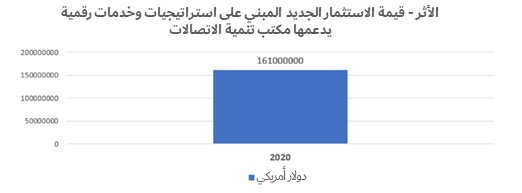 الأثر - قيمة الاستثمار الجديد المبني على استراتيجيات وخدمات رقمية
يدعمها مكتب تنمية الاتصالات
200000000
161000000
150000000
100000000
50000000
0
2020
دولار أمريكي